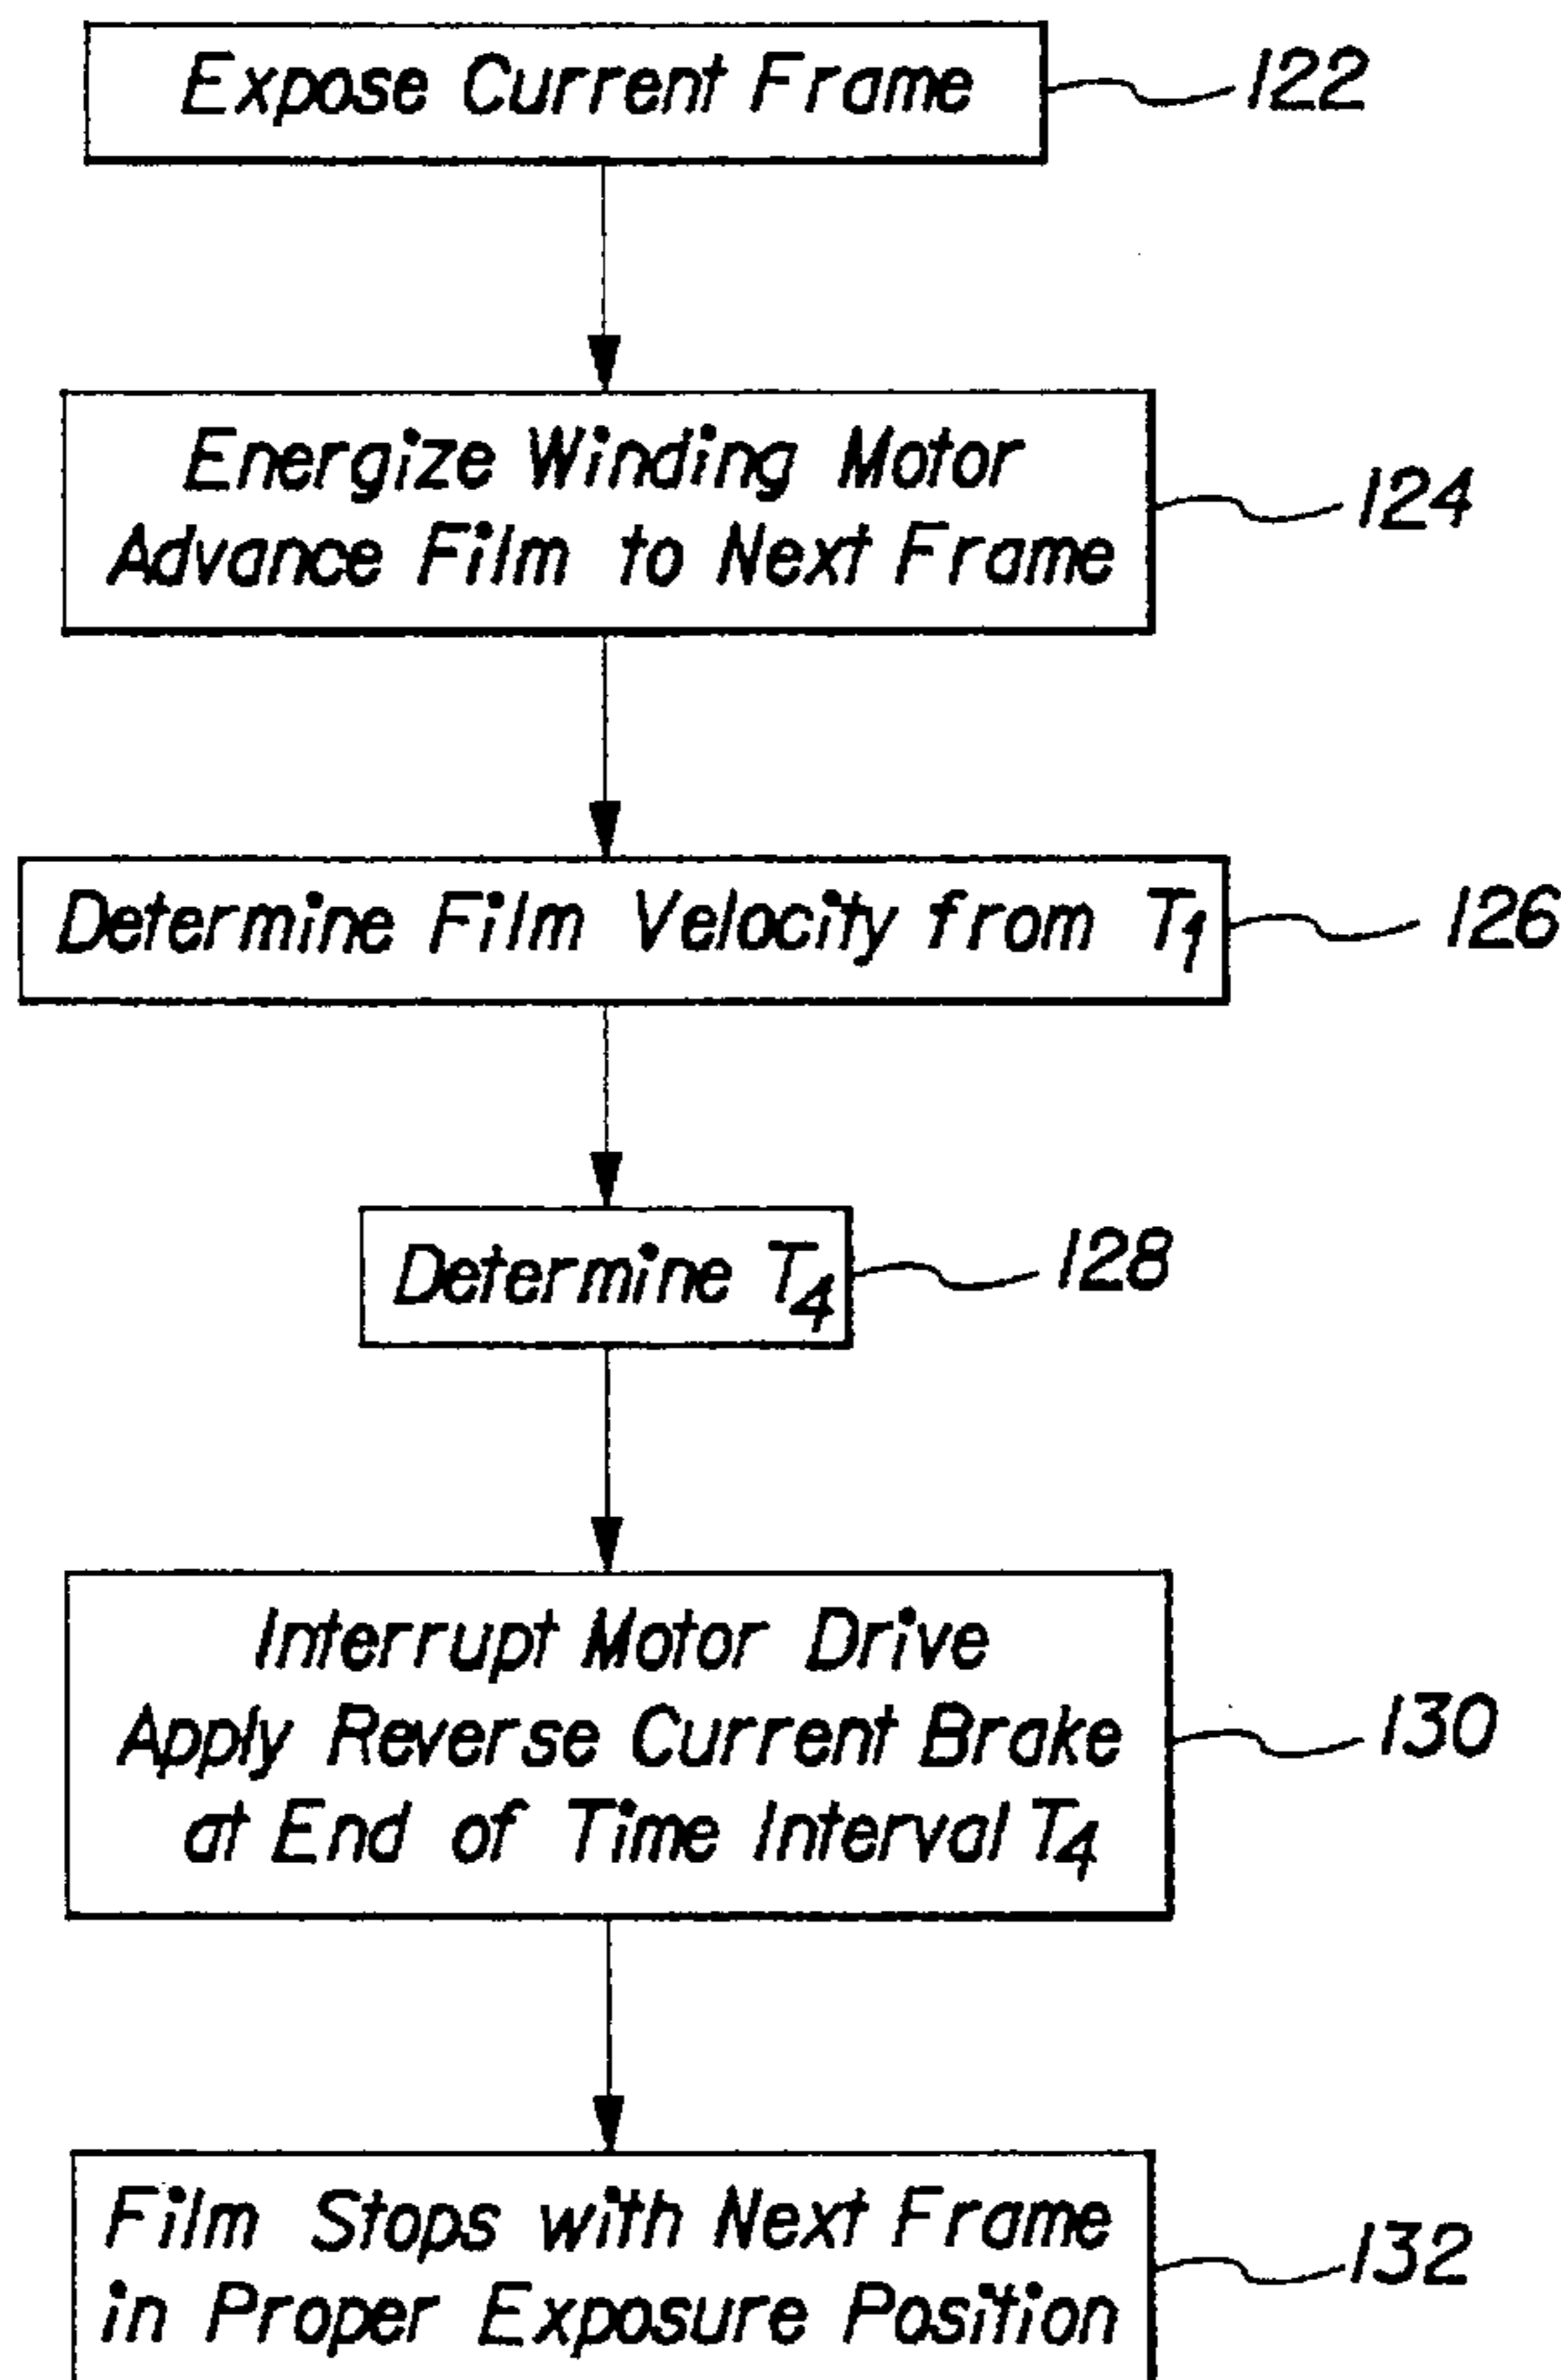 Expose Current Frame
122
Energize Winding Motor
Advance Film to Next Frame
124
Determine Film Velocity from T1
126
Determine T4
128
Interrupt Motor Drive
Apply Reverse Current Brake
at End of Time Interval T4
130
Film Stops with Next Frame
in Proper Exposure Position
132